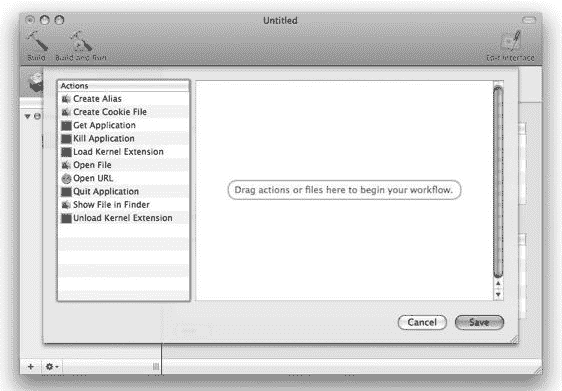 Untitled
Build
Build and Run
Edit Interface
Actions
Create Alias
Create Cookie File
Get Application
Kill Application
Load Kernel Extension
Open File
Open URL
Quit Application
Show File in Finder
Unload Kernel Extension
Drag actions or files here to begin your workflow.
Cancel
Save